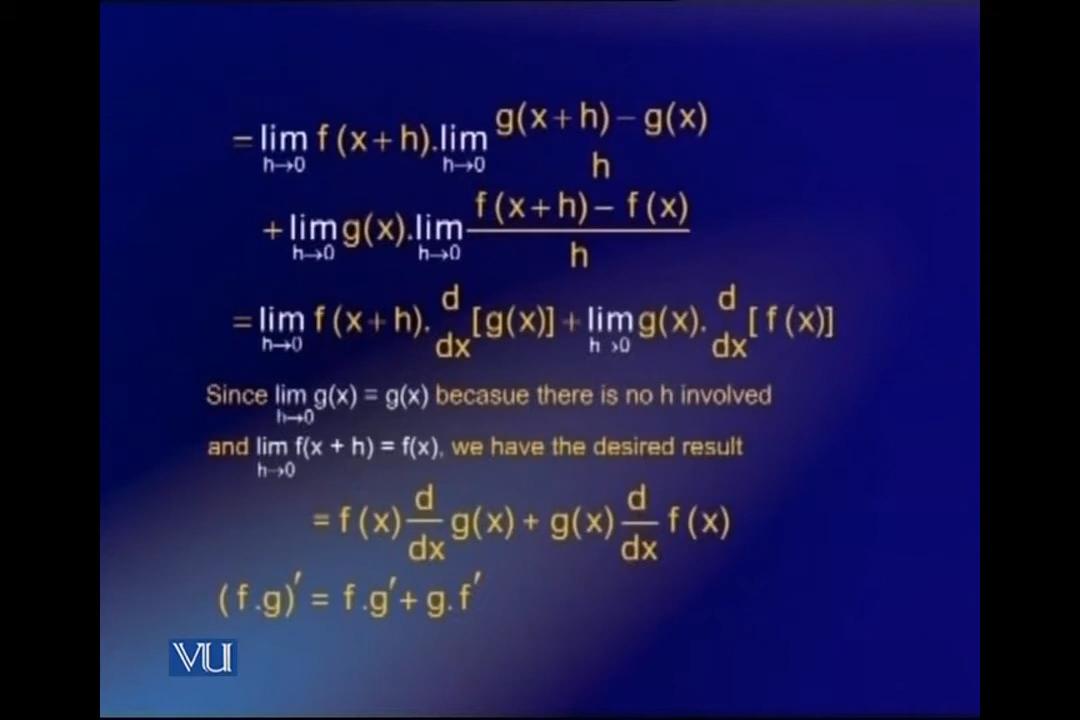 = lim f (x + h). lim g(x + h) − g(x)
h→0 h→0 h
+ lim g(x). lim f (x + h) − f (x)
h→0 h→0 h
= lim f (x + h). d [g(x)] + lim g(x). d [ f (x)]
h→0 dx h→0 dx
Since lim g(x) = g(x) becasue there is no h involved
h→0
and lim f(x + h) = f(x), we have the desired result
h→0
= f (x) d/dx g(x) + g(x) d/dx f (x)
(f .g)′ = f .g′ + g. f′
VU